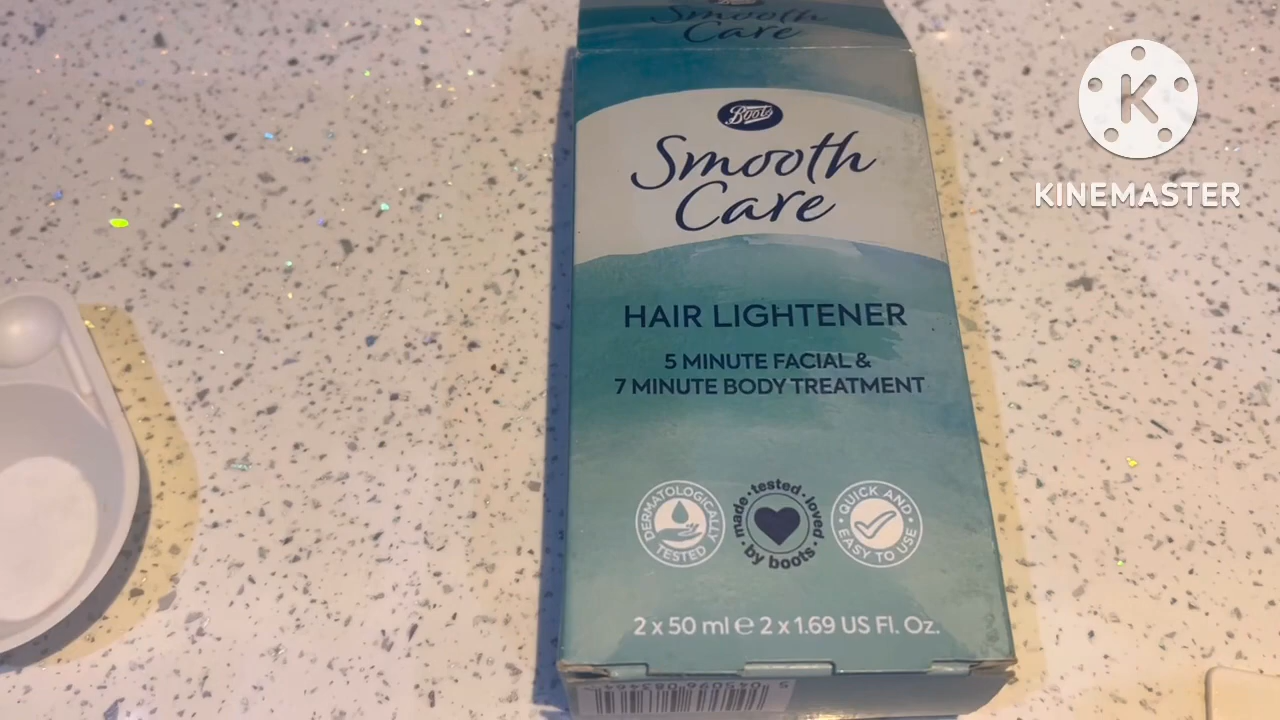 Smooth
Care
Boots
Smooth
Care
HAIR LIGHTENER
5 MINUTE FACIAL &
7 MINUTE BODY TREATMENT
DERMATOLOGICALLY
TESTED
made · tested · loved
by boots
QUICK AND
EASY TO USE
2 x 50 ml e 2 x 1.69 US Fl. Oz.
K
KINEMASTER